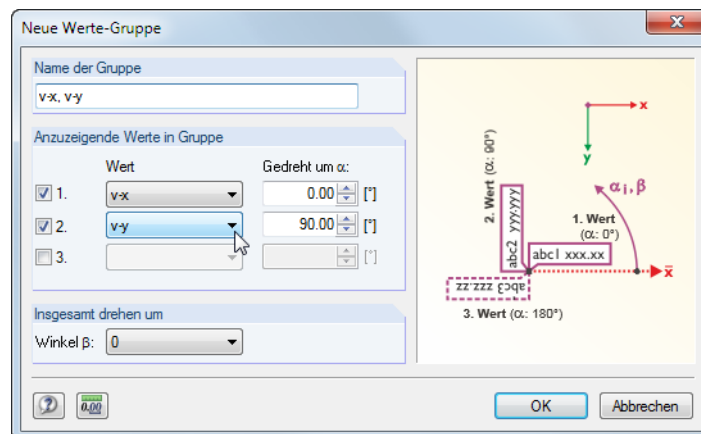 Neue Werte-Gruppe
Name der Gruppe
v-x, v-y
Anzuzeigende Werte in Gruppe
Wert Gedreht um α:
1. v-x 0.00 [°]
2. v-y 90.00 [°]
3. [°]
Insgesamt drehen um
Winkel β: 0
x
y
αi, β
2. Wert (α: 90°)
abc2 yyy.yyy
1. Wert
(α: 0°)
abc1 xxx.xx
x̄
abc3 zzz.zz
3. Wert (α: 180°)
0.00
OK Abbrechen